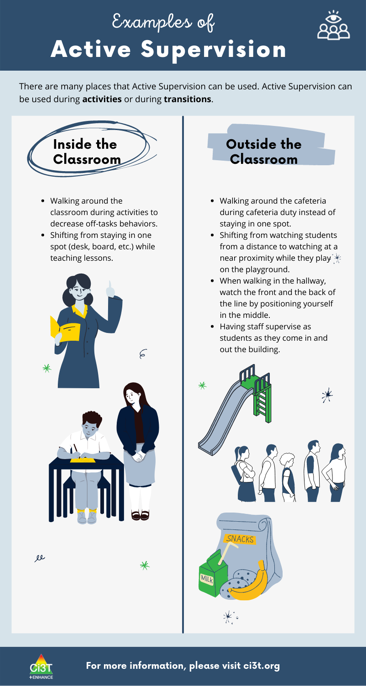 Examples of
Active Supervision
There are many places that Active Supervision can be used. Active Supervision can
be used during activities or during transitions.
Inside the
Classroom
• Walking around the
classroom during activities to
decrease off-tasks behaviors.
• Shifting from staying in one
spot (desk, board, etc.) while
teaching lessons.
Outside the
Classroom
• Walking around the cafeteria
during cafeteria duty instead of
staying in one spot.
• Shifting from watching students
from a distance to watching at a
near proximity while they play
on the playground.
• When walking in the hallway,
watch the front and the back of
the line by positioning yourself
in the middle.
• Having staff supervise as
students as they come in and
out the building.
SNACKS
MILK
CI3T
ENHANCE
For more information, please visit ci3t.org